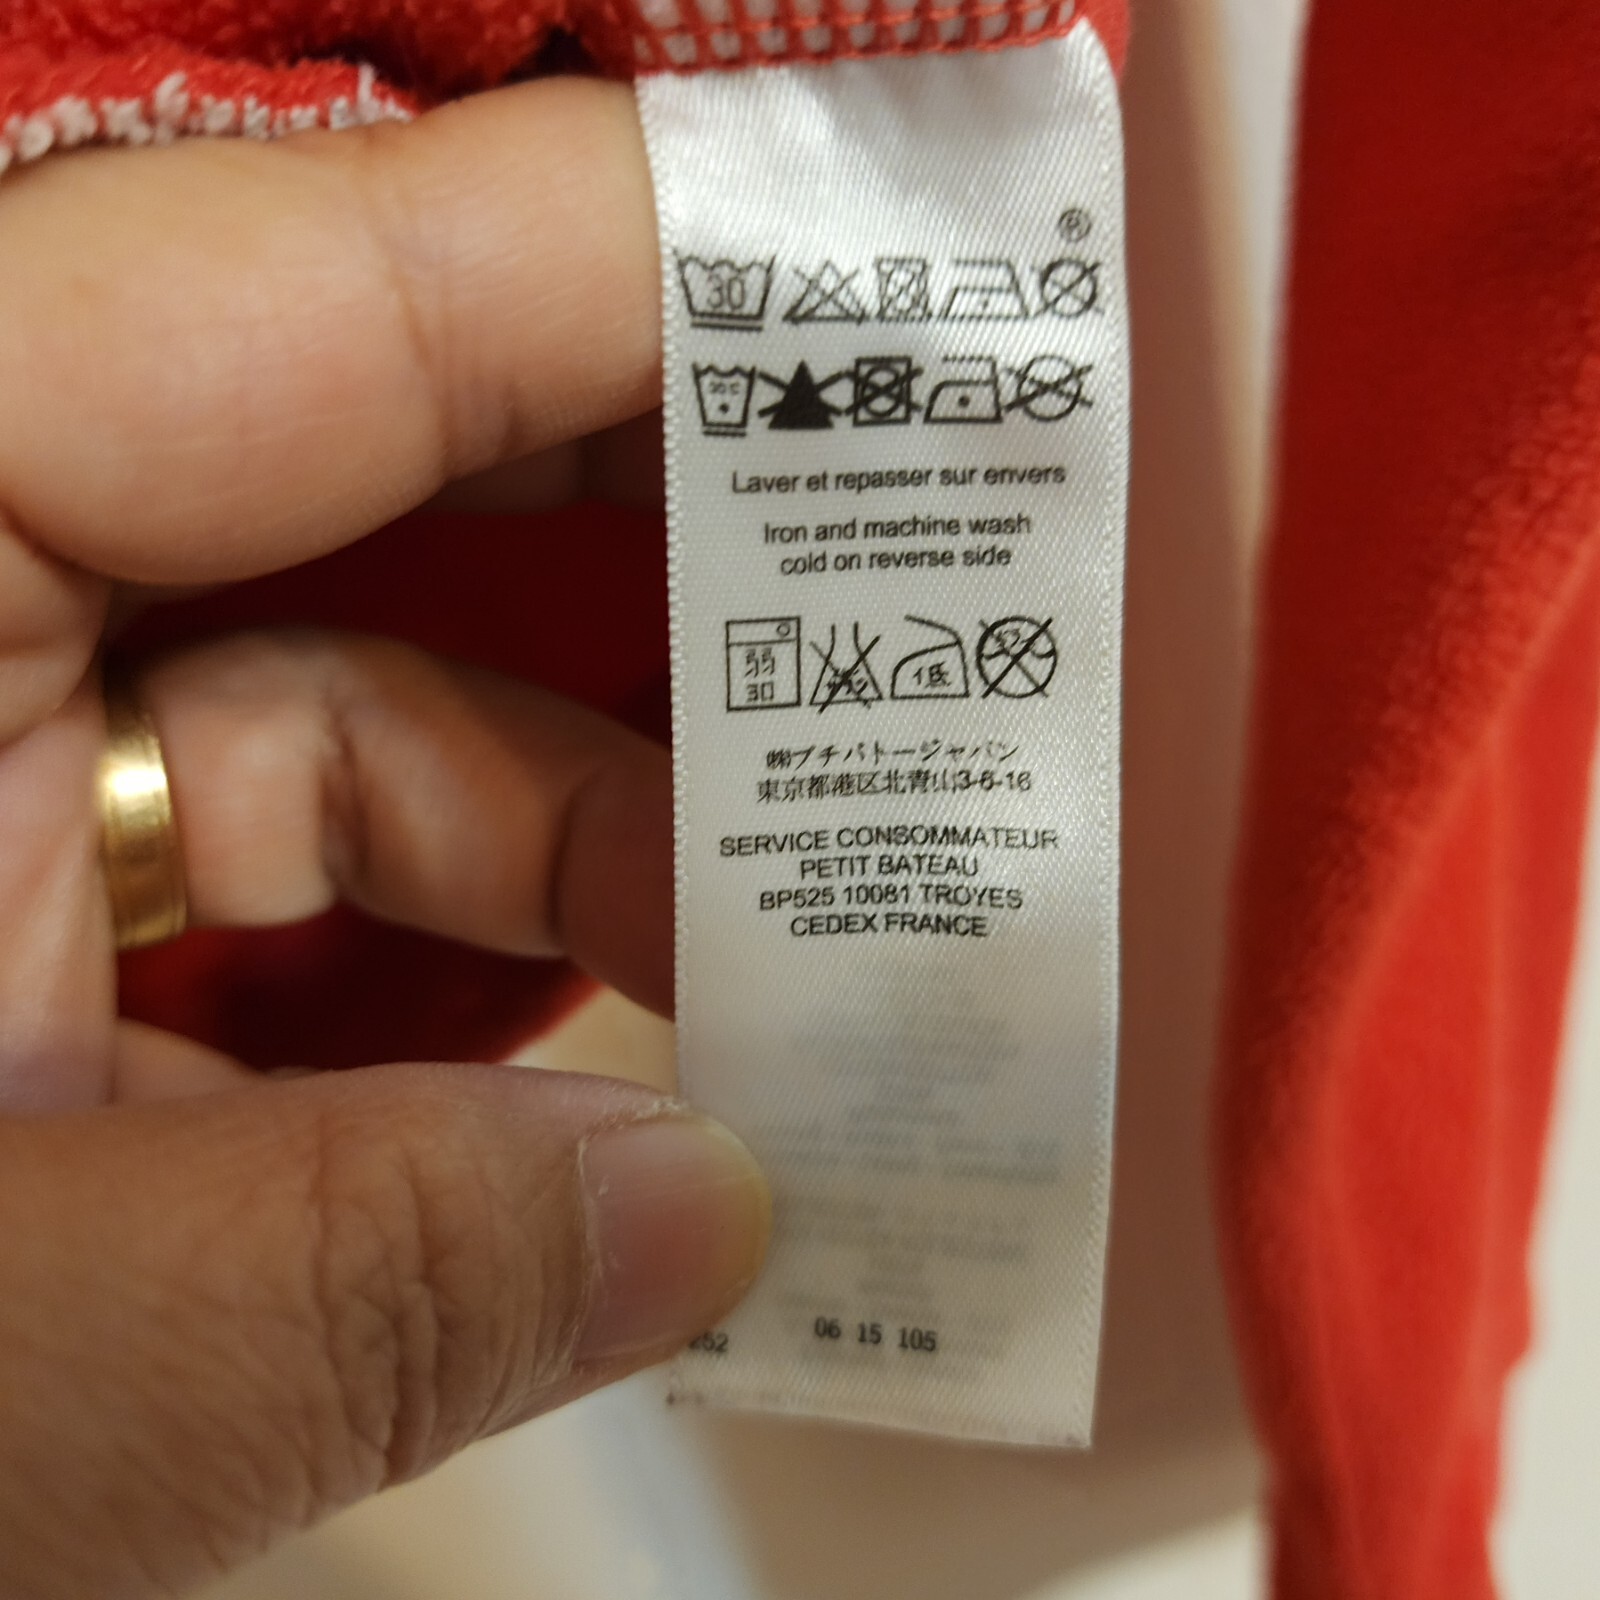 ®
30
30 C
Laver et repasser sur envers
Iron and machine wash
cold on reverse side
弱
30
低
㈱プチバトージャパン
東京都港区北青山3-6-16
SERVICE CONSOMMATEUR
PETIT BATEAU
BP525 10081 TROYES
CEDEX FRANCE
252 06 15 105